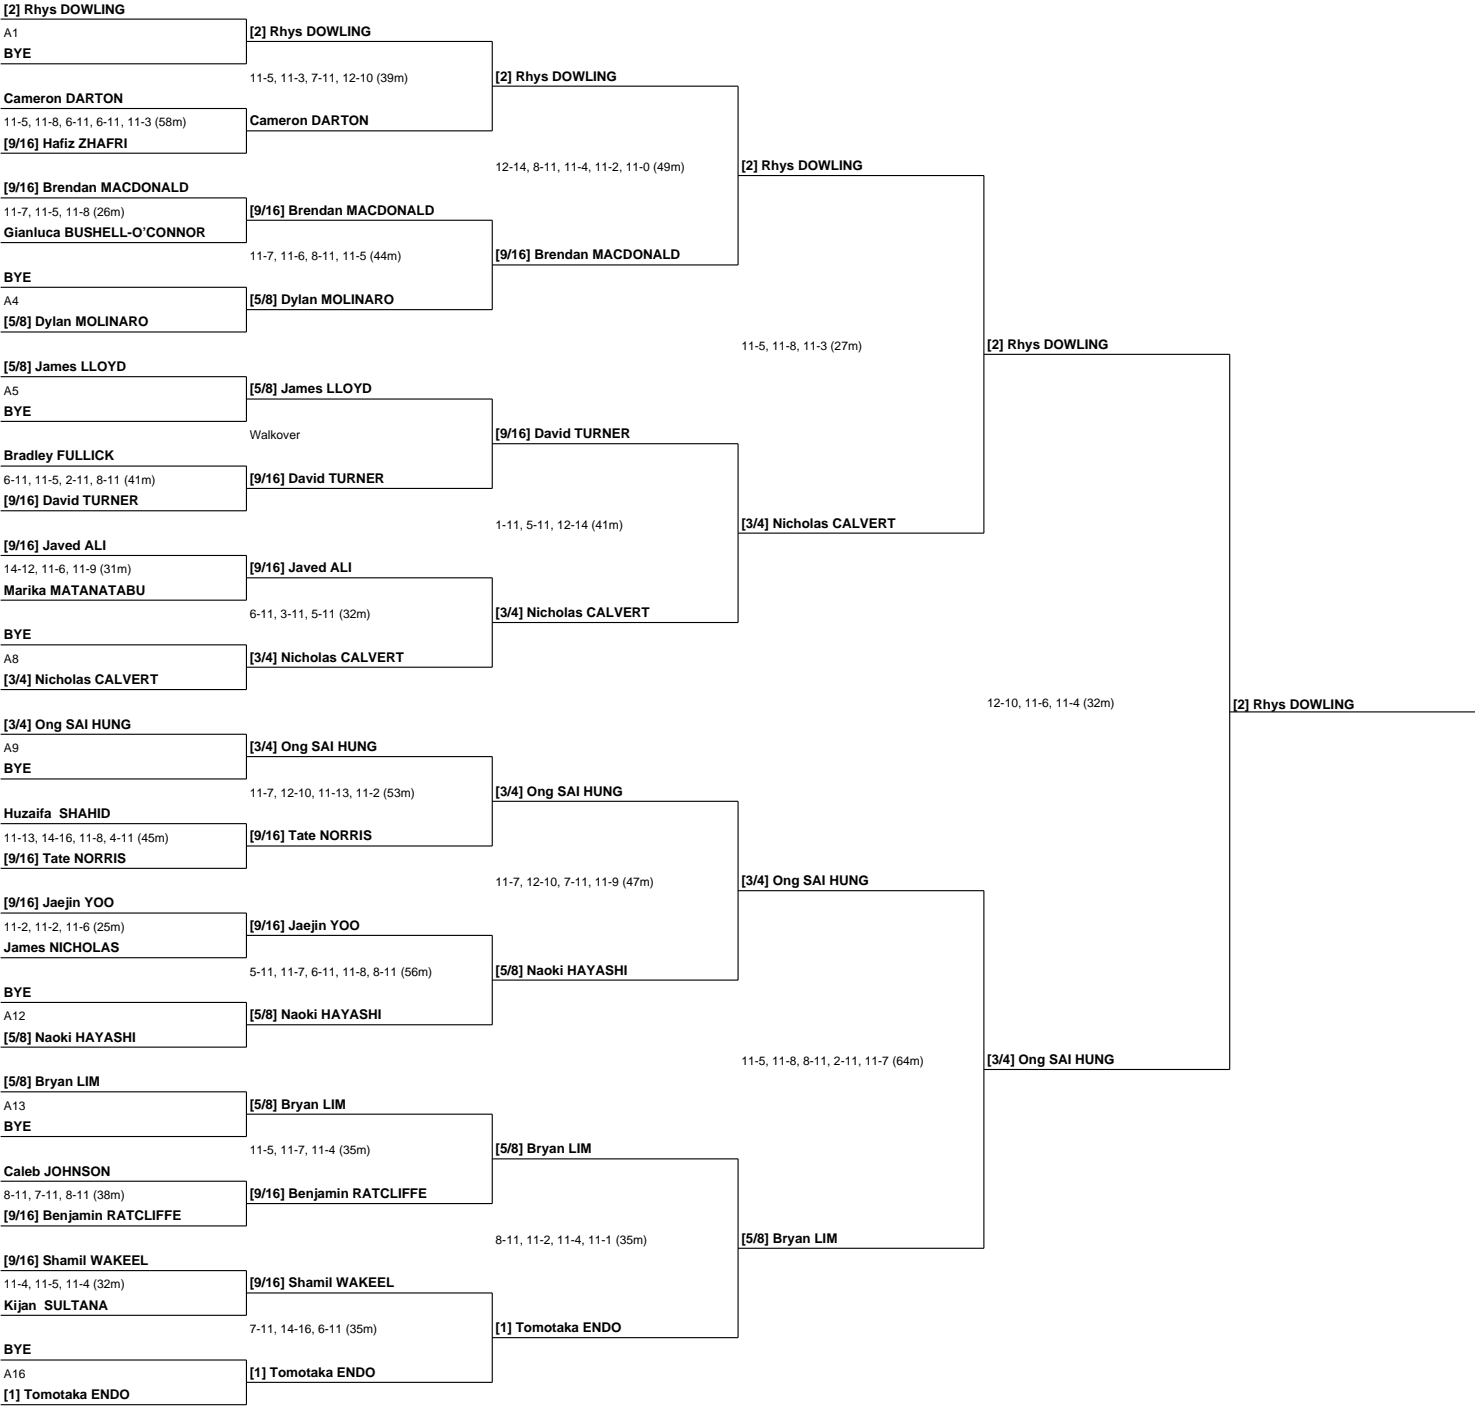 [2] Rhys DOWLING
A1
BYE
Cameron DARTON
11-5, 11-8, 6-11, 6-11, 11-3 (58m)
[9/16] Hafiz ZHAFRI
[9/16] Brendan MACDONALD
11-7, 11-5, 11-8 (26m)
Gianluca BUSHELL-O'CONNOR
BYE
A4
[5/8] Dylan MOLINARO
[5/8] James LLOYD
A5
BYE
Bradley FULLICK
6-11, 11-5, 2-11, 8-11 (41m)
[9/16] David TURNER
[9/16] Javed ALI
14-12, 11-6, 11-9 (31m)
Marika MATANATABU
BYE
A8
[3/4] Nicholas CALVERT
[3/4] Ong SAI HUNG
A9
BYE
Huzaifa  SHAHID
11-13, 14-16, 11-8, 4-11 (45m)
[9/16] Tate NORRIS
[9/16] Jaejin YOO
11-2, 11-2, 11-6 (25m)
James NICHOLAS
BYE
A12
[5/8] Naoki HAYASHI
[5/8] Bryan LIM
A13
BYE
Caleb JOHNSON
8-11, 7-11, 8-11 (38m)
[9/16] Benjamin RATCLIFFE
[9/16] Shamil WAKEEL
11-4, 11-5, 11-4 (32m)
Kijan  SULTANA
BYE
A16
[1] Tomotaka ENDO
[2] Rhys DOWLING
11-5, 11-3, 7-11, 12-10 (39m)
Cameron DARTON
[9/16] Brendan MACDONALD
11-7, 11-6, 8-11, 11-5 (44m)
[5/8] Dylan MOLINARO
[5/8] James LLOYD
Walkover
[9/16] David TURNER
[9/16] Javed ALI
6-11, 3-11, 5-11 (32m)
[3/4] Nicholas CALVERT
[3/4] Ong SAI HUNG
11-7, 12-10, 11-13, 11-2 (53m)
[9/16] Tate NORRIS
[9/16] Jaejin YOO
5-11, 11-7, 6-11, 11-8, 8-11 (56m)
[5/8] Naoki HAYASHI
[5/8] Bryan LIM
11-5, 11-7, 11-4 (35m)
[9/16] Benjamin RATCLIFFE
[9/16] Shamil WAKEEL
7-11, 14-16, 6-11 (35m)
[1] Tomotaka ENDO
[2] Rhys DOWLING
12-14, 8-11, 11-4, 11-2, 11-0 (49m)
[9/16] Brendan MACDONALD
[9/16] David TURNER
1-11, 5-11, 12-14 (41m)
[3/4] Nicholas CALVERT
[3/4] Ong SAI HUNG
11-7, 12-10, 7-11, 11-9 (47m)
[5/8] Naoki HAYASHI
[5/8] Bryan LIM
8-11, 11-2, 11-4, 11-1 (35m)
[1] Tomotaka ENDO
[2] Rhys DOWLING
11-5, 11-8, 11-3 (27m)
[3/4] Nicholas CALVERT
[3/4] Ong SAI HUNG
11-5, 11-8, 8-11, 2-11, 11-7 (64m)
[5/8] Bryan LIM
[2] Rhys DOWLING
12-10, 11-6, 11-4 (32m)
[3/4] Ong SAI HUNG
[2] Rhys DOWLING